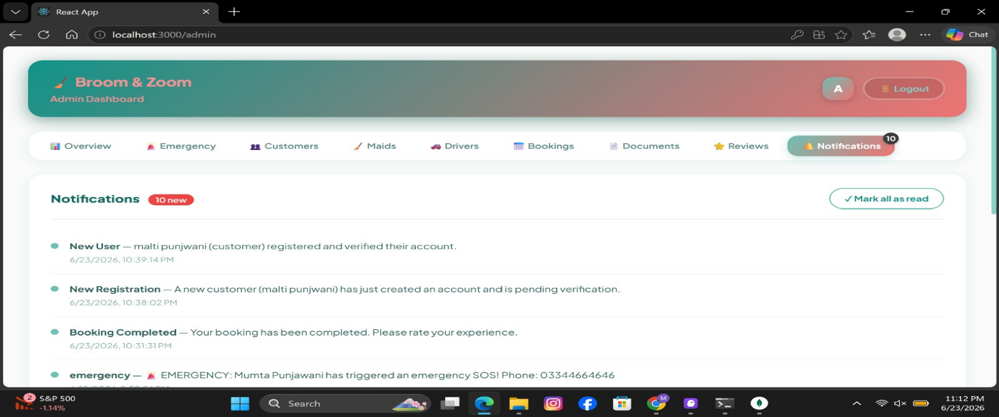 React App
localhost:3000/admin
Chat
Broom & Zoom
Admin Dashboard
A
Logout
Overview
Emergency
Customers
Maids
Drivers
Bookings
Documents
Reviews
Notifications
10
Notifications
10 new
✓ Mark all as read
New User — malti punjwani (customer) registered and verified their account.
6/23/2026, 10:39:14 PM
New Registration — A new customer (malti punjwani) has just created an account and is pending verification.
6/23/2026, 10:38:02 PM
Booking Completed — Your booking has been completed. Please rate your experience.
6/23/2026, 10:31:31 PM
emergency — 🚨 EMERGENCY: Mumta Punjawani has triggered an emergency SOS! Phone: 03344664646
2
S&P 500
-1.14%
Search
M
11:12 PM
6/23/2026